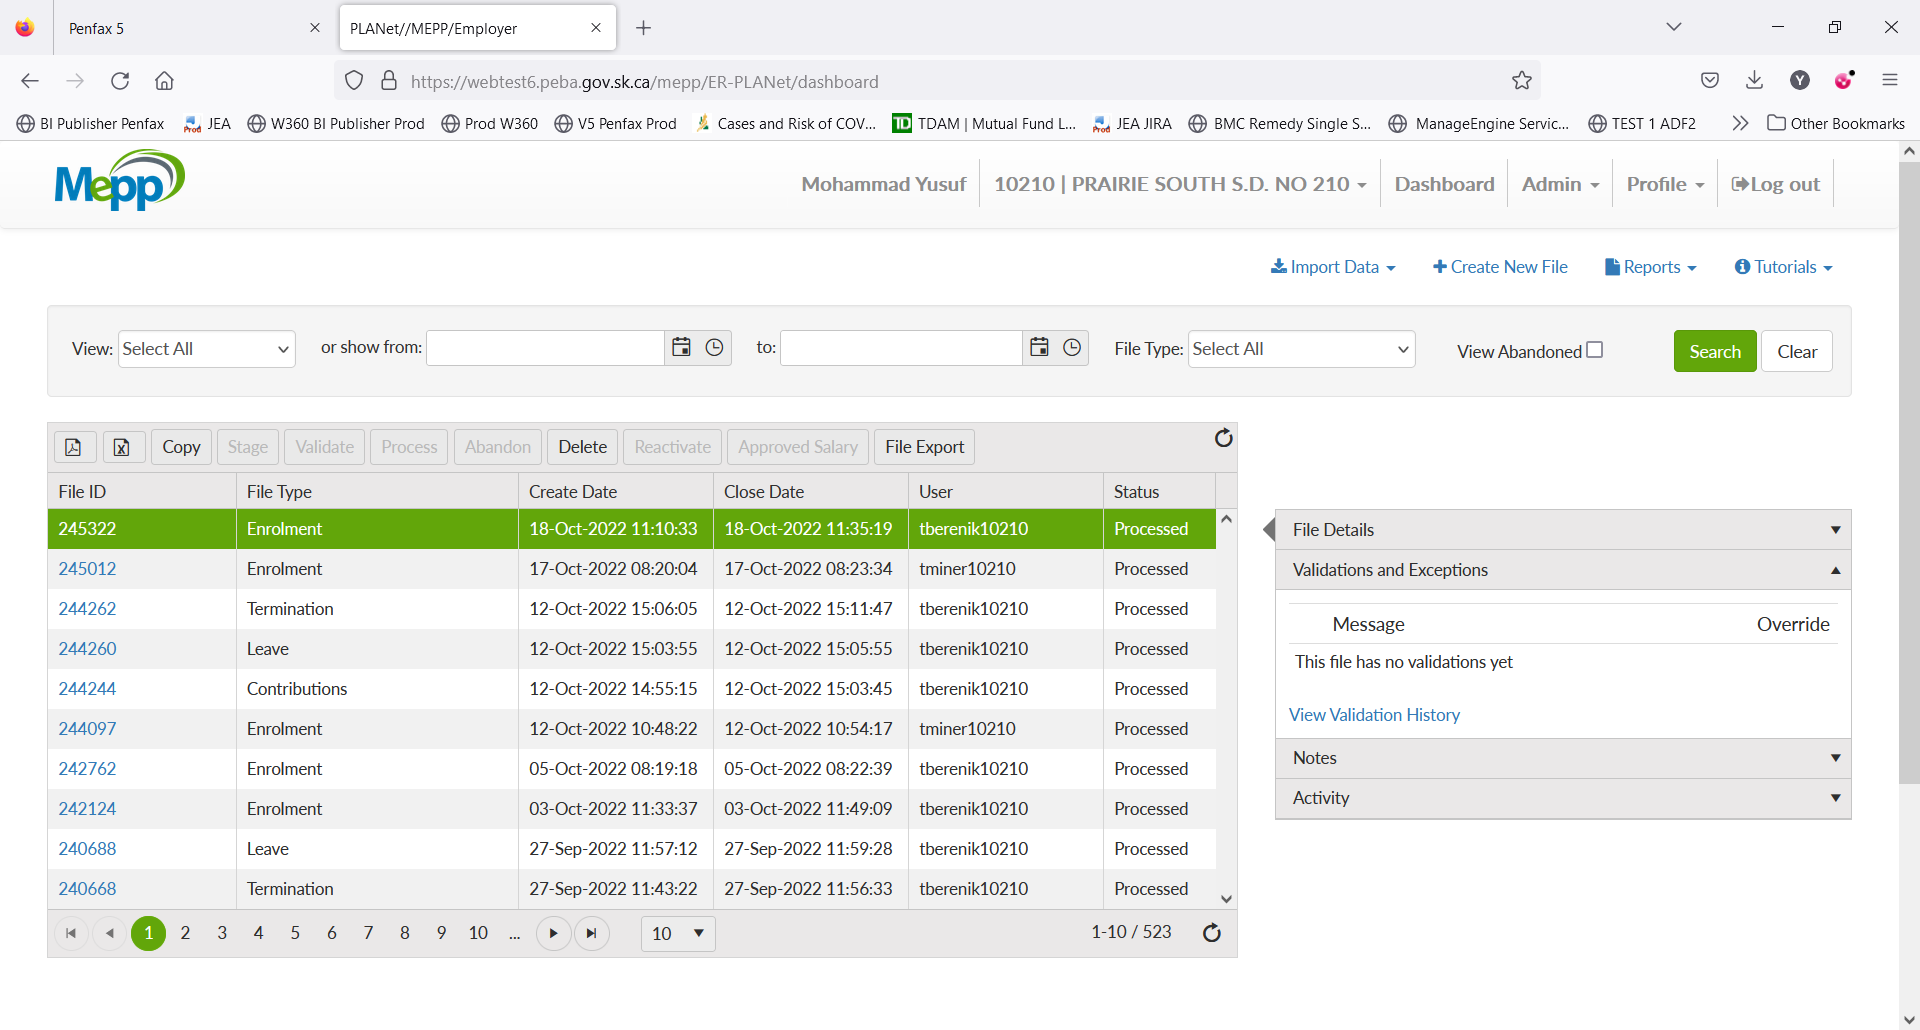 Penfax 5
PLANet//MEPP/Employer
https://webtest6.peba.gov.sk.ca/mepp/ER-PLANet/dashboard
Y
BI Publisher Penfax JEA W360 BI Publisher Prod Prod W360 V5 Penfax Prod Cases and Risk of COV... TD TDAM | Mutual Fund L... JEA JIRA BMC Remedy Single S... ManageEngine Servic... TEST 1 ADF2 Other Bookmarks
Mepp
Mohammad Yusuf 10210 | PRAIRIE SOUTH S.D. NO 210 Dashboard Admin Profile Log out
Import Data Create New File Reports Tutorials
View: Select All or show from: to: File Type: Select All View Abandoned Search Clear
Copy Stage Validate Process Abandon Delete Reactivate Approved Salary File Export
File ID File Type Create Date Close Date User Status
245322 Enrolment 18-Oct-2022 11:10:33 18-Oct-2022 11:35:19 tberenik10210 Processed
245012 Enrolment 17-Oct-2022 08:20:04 17-Oct-2022 08:23:34 tminer10210 Processed
244262 Termination 12-Oct-2022 15:06:05 12-Oct-2022 15:11:47 tberenik10210 Processed
244260 Leave 12-Oct-2022 15:03:55 12-Oct-2022 15:05:55 tberenik10210 Processed
244244 Contributions 12-Oct-2022 14:55:15 12-Oct-2022 15:03:45 tberenik10210 Processed
244097 Enrolment 12-Oct-2022 10:48:22 12-Oct-2022 10:54:17 tminer10210 Processed
242762 Enrolment 05-Oct-2022 08:19:18 05-Oct-2022 08:22:39 tberenik10210 Processed
242124 Enrolment 03-Oct-2022 11:33:37 03-Oct-2022 11:49:09 tberenik10210 Processed
240688 Leave 27-Sep-2022 11:57:12 27-Sep-2022 11:59:28 tberenik10210 Processed
240668 Termination 27-Sep-2022 11:43:22 27-Sep-2022 11:56:33 tberenik10210 Processed
1 2 3 4 5 6 7 8 9 10 ... 10 1-10 / 523
File Details
Validations and Exceptions
Message Override
This file has no validations yet
View Validation History
Notes
Activity